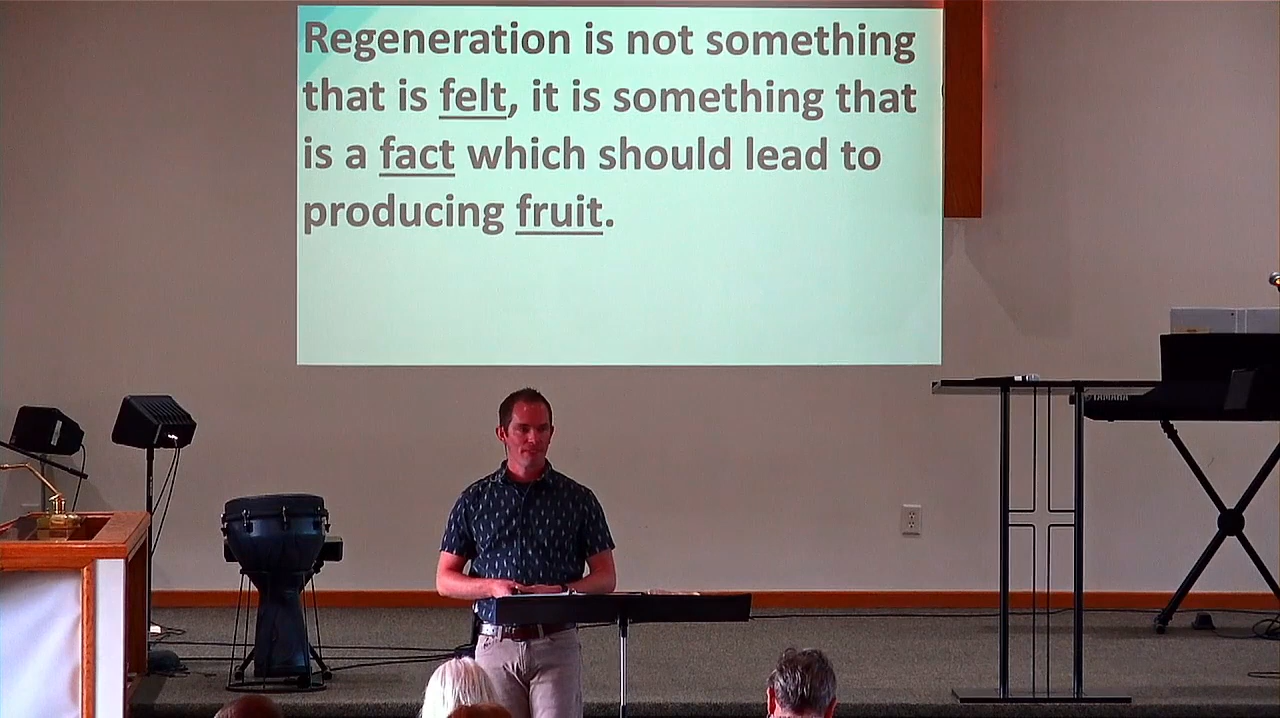 Regeneration is not something
that is felt, it is something that
is a fact which should lead to
producing fruit.
YAMAHA